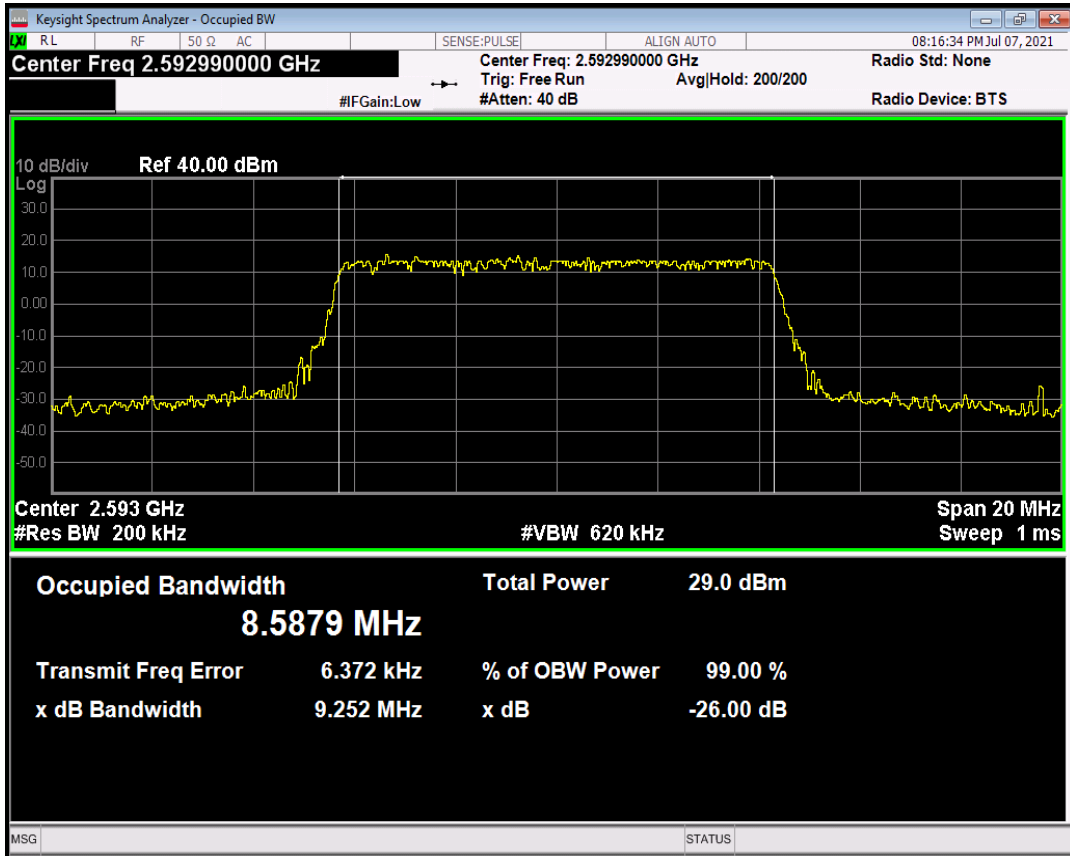 Keysight Spectrum Analyzer - Occupied BW
LXI RL RF 50 Ω AC SENSE:PULSE ALIGN AUTO 08:16:34 PM Jul 07, 2021
Center Freq 2.592990000 GHz Center Freq: 2.592990000 GHz Radio Std: None
Trig: Free Run Avg|Hold: 200/200
#IFGain:Low #Atten: 40 dB Radio Device: BTS
10 dB/div Ref 40.00 dBm
Log
30.0
20.0
10.0
0.00
-10.0
-20.0
-30.0
-40.0
-50.0
Center 2.593 GHz Span 20 MHz
#Res BW 200 kHz #VBW 620 kHz Sweep 1 ms
Occupied Bandwidth Total Power 29.0 dBm
8.5879 MHz
Transmit Freq Error 6.372 kHz % of OBW Power 99.00 %
x dB Bandwidth 9.252 MHz x dB -26.00 dB
MSG STATUS